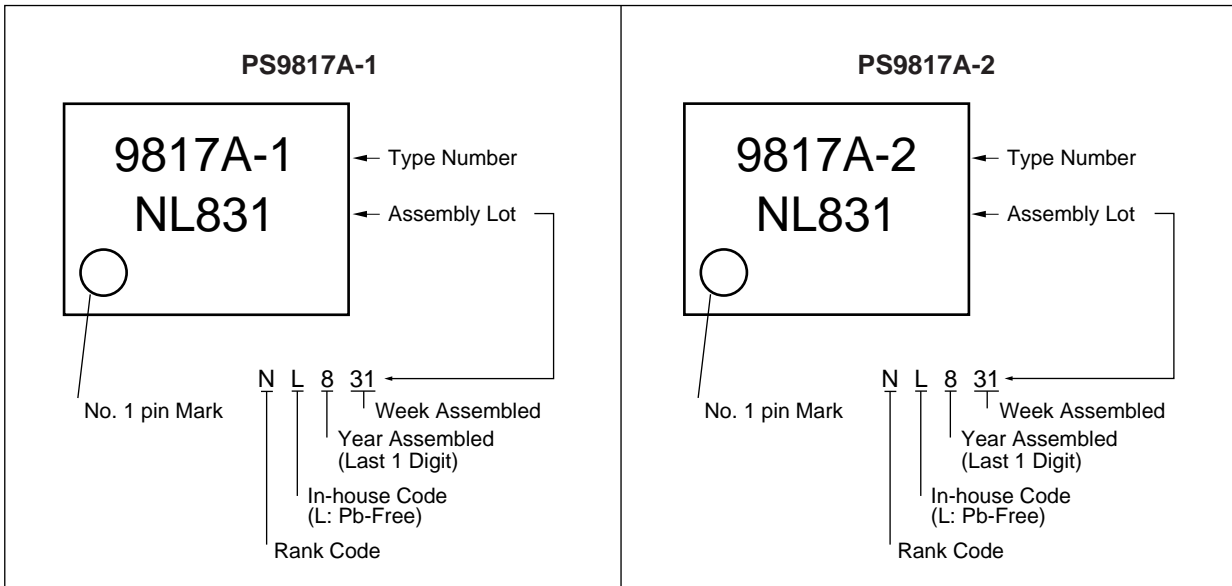 PS9817A-1
9817A-1
Type Number
NL831
Assembly Lot
N L 8 31
No. 1 pin Mark
Week Assembled
Year Assembled
(Last 1 Digit)
In-house Code
(L: Pb-Free)
Rank Code
PS9817A-2
9817A-2
Type Number
NL831
Assembly Lot
N L 8 31
No. 1 pin Mark
Week Assembled
Year Assembled
(Last 1 Digit)
In-house Code
(L: Pb-Free)
Rank Code